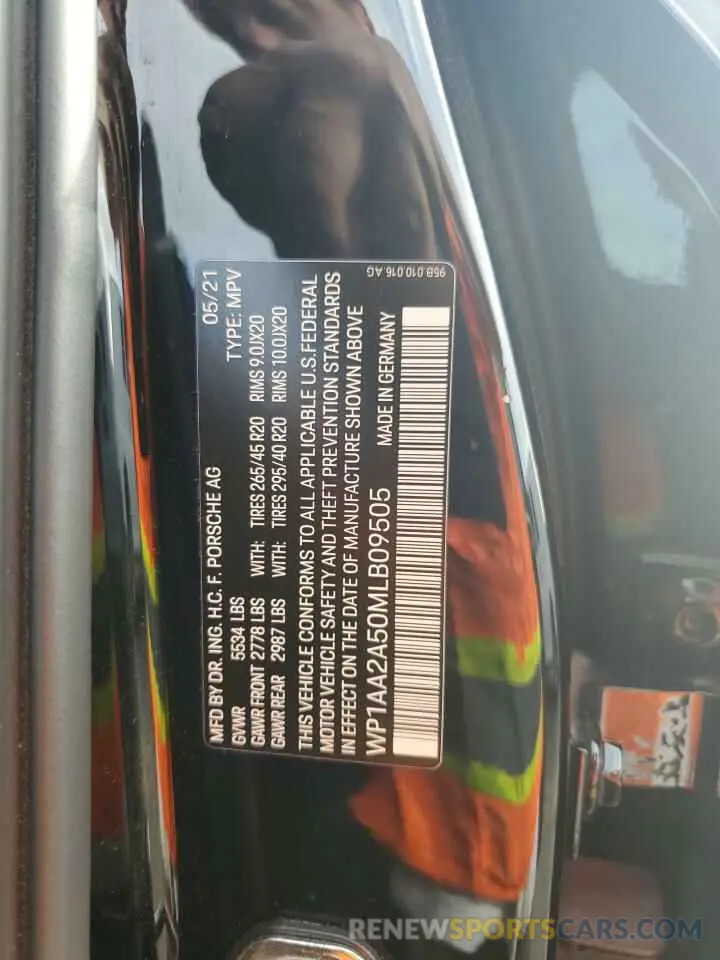 MFD BY DR. ING. H.C. F. PORSCHE AG 05/21
GVWR 5534 LBS TYPE: MPV
GAWR FRONT 2778 LBS WITH: TIRES 265/45 R20 RIMS 9.0JX20
GAWR REAR 2987 LBS WITH: TIRES 295/40 R20 RIMS 10.0JX20
THIS VEHICLE CONFORMS TO ALL APPLICABLE U.S.FEDERAL
MOTOR VEHICLE SAFETY AND THEFT PREVENTION STANDARDS
IN EFFECT ON THE DATE OF MANUFACTURE SHOWN ABOVE
WP1AA2A50MLB09505 MADE IN GERMANY
95B.010.016.AG
RENEWSPORTSCARS.COM